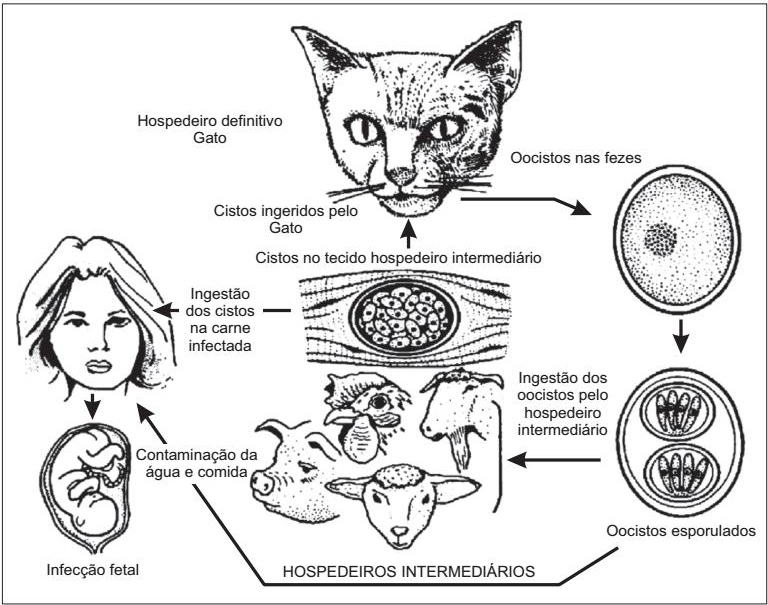 Hospedeiro definitivo
Gato
Oocistos nas fezes
Cistos ingeridos pelo
Gato
Cistos no tecido hospedeiro intermediário
Ingestão
dos cistos
na carne
infectada
Ingestão dos
oocistos pelo
hospedeiro
intermediário
Contaminação da
água e comida
Oocistos esporulados
Infecção fetal
HOSPEDEIROS INTERMEDIÁRIOS